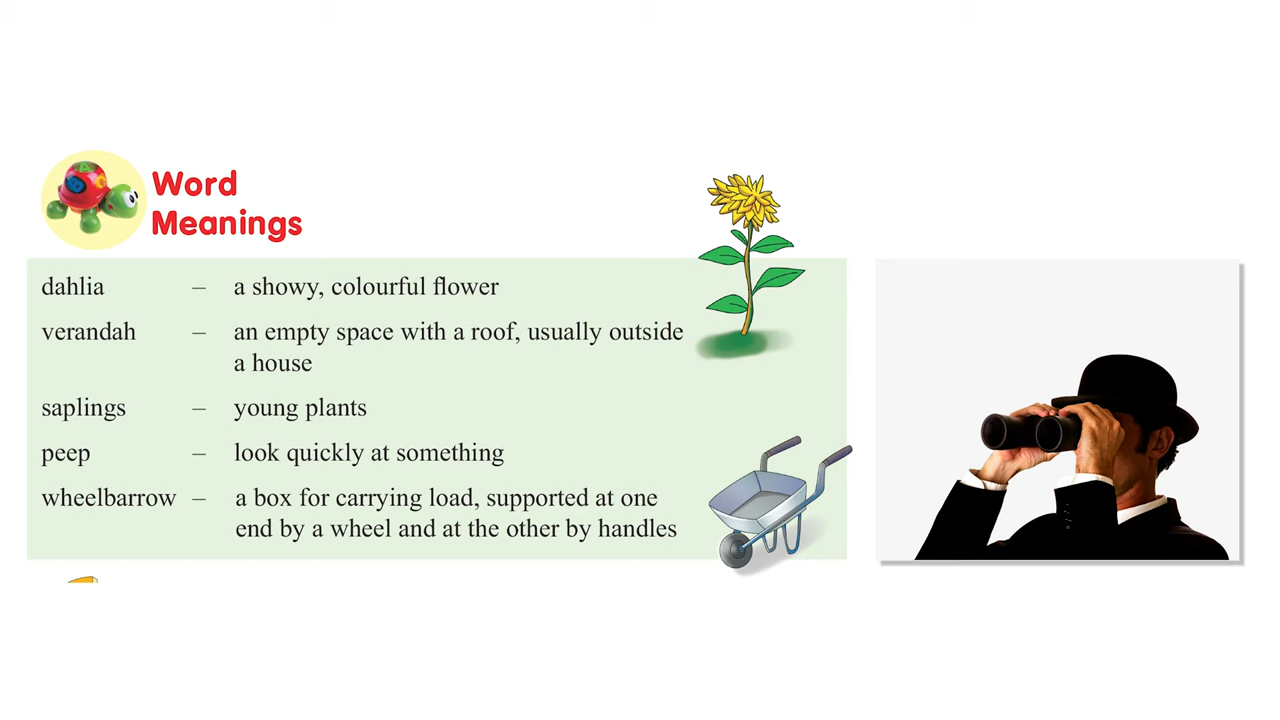 Word
Meanings
dahlia – a showy, colourful flower
verandah – an empty space with a roof, usually outside
a house
saplings – young plants
peep – look quickly at something
wheelbarrow – a box for carrying load, supported at one
end by a wheel and at the other by handles